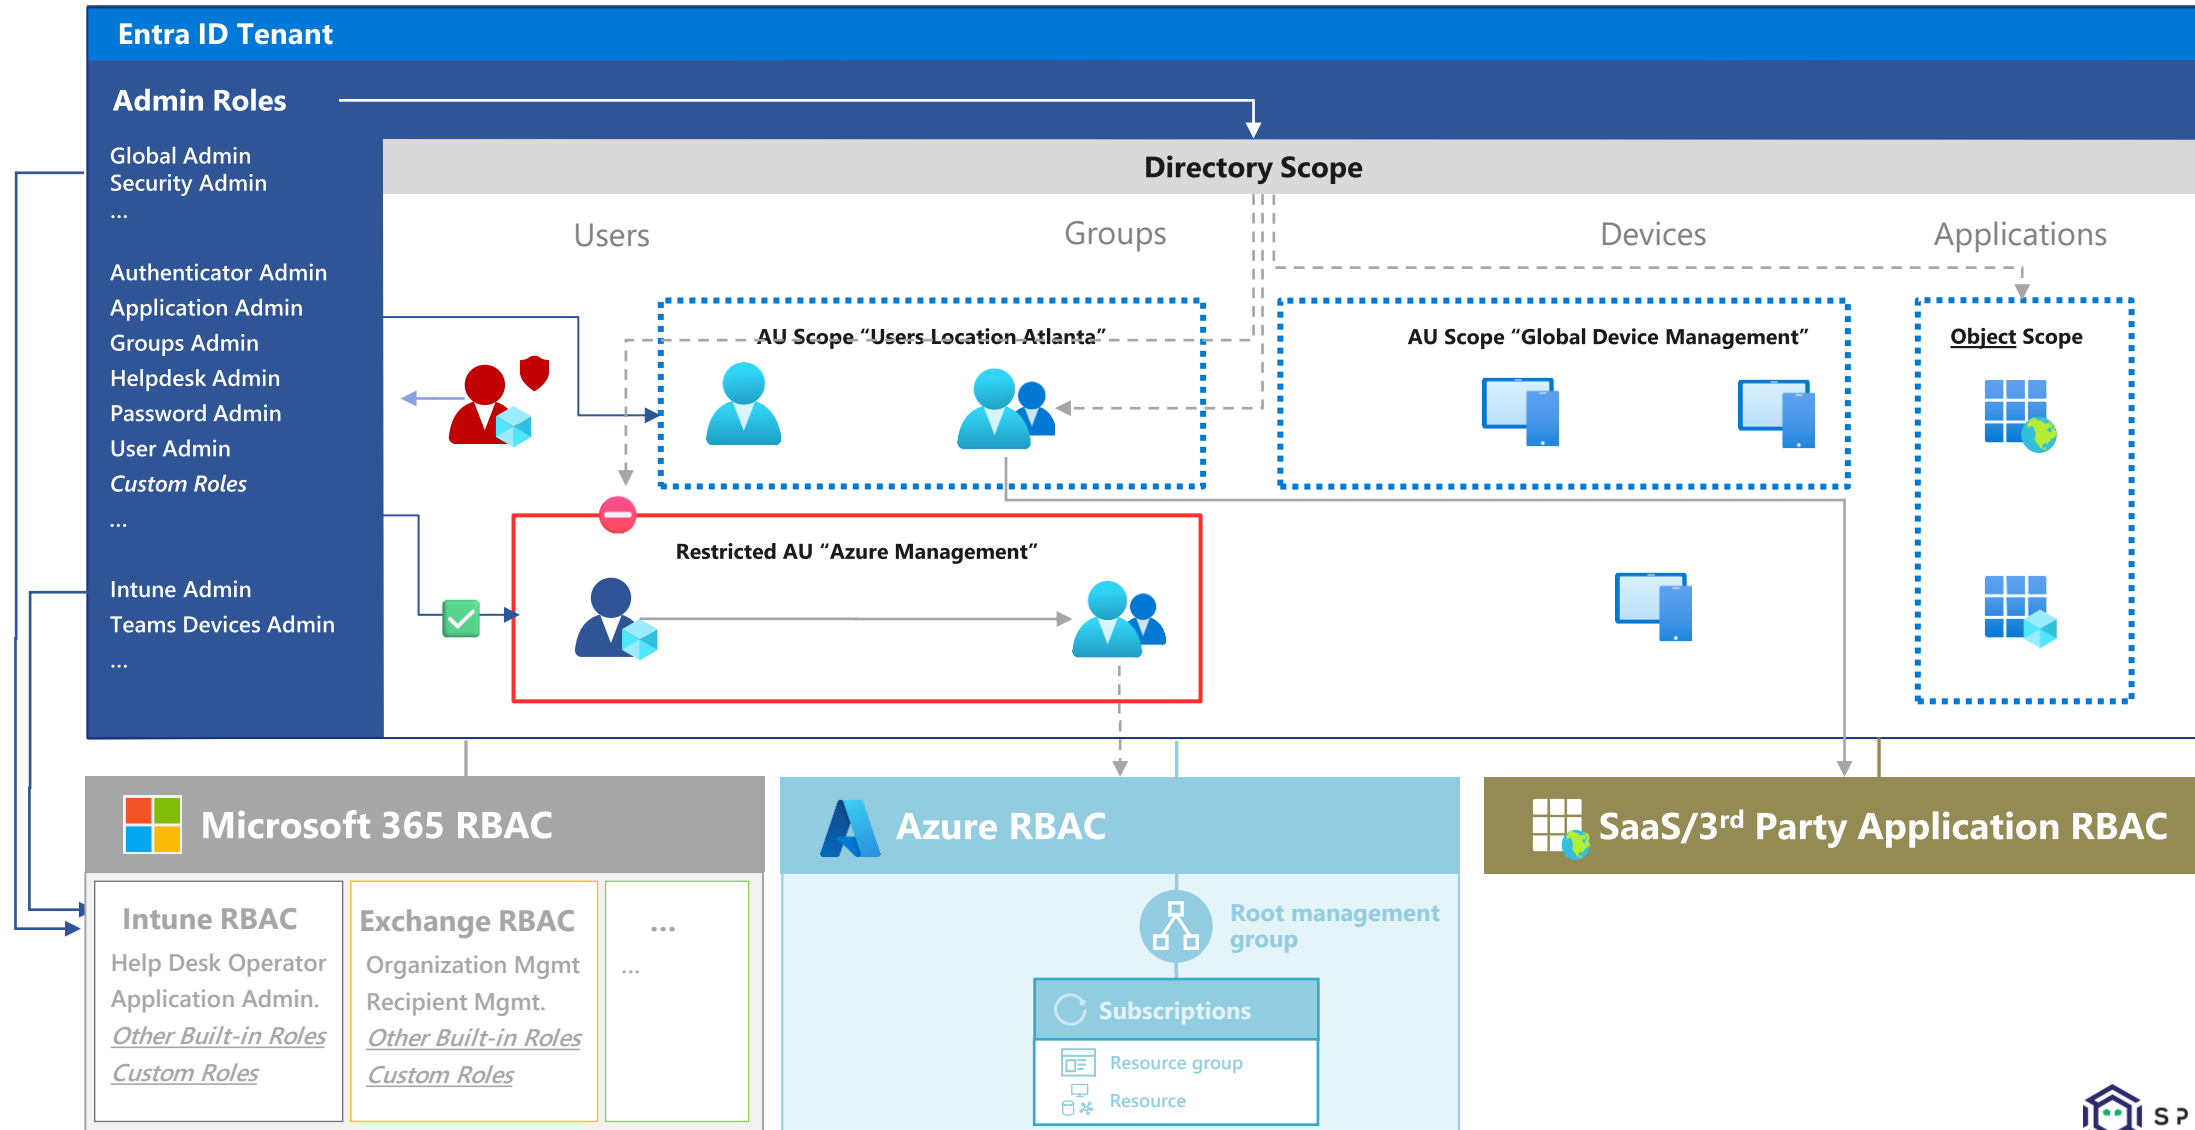 Entra ID Tenant
Admin Roles
Global Admin
Security Admin
...
Authenticator Admin
Application Admin
Groups Admin
Helpdesk Admin
Password Admin
User Admin
Custom Roles
...
Intune Admin
Teams Devices Admin
...
Directory Scope
Users
Groups
Devices
Applications
AU Scope “Users Location Atlanta”
AU Scope “Global Device Management”
Object Scope
Restricted AU “Azure Management”
Microsoft 365 RBAC
Intune RBAC
Help Desk Operator
Application Admin.
Other Built-in Roles
Custom Roles
Exchange RBAC
Organization Mgmt
Recipient Mgmt.
Other Built-in Roles
Custom Roles
...
...
Azure RBAC
Root management
group
Subscriptions
Resource group
Resource
SaaS/3rd Party Application RBAC
SP